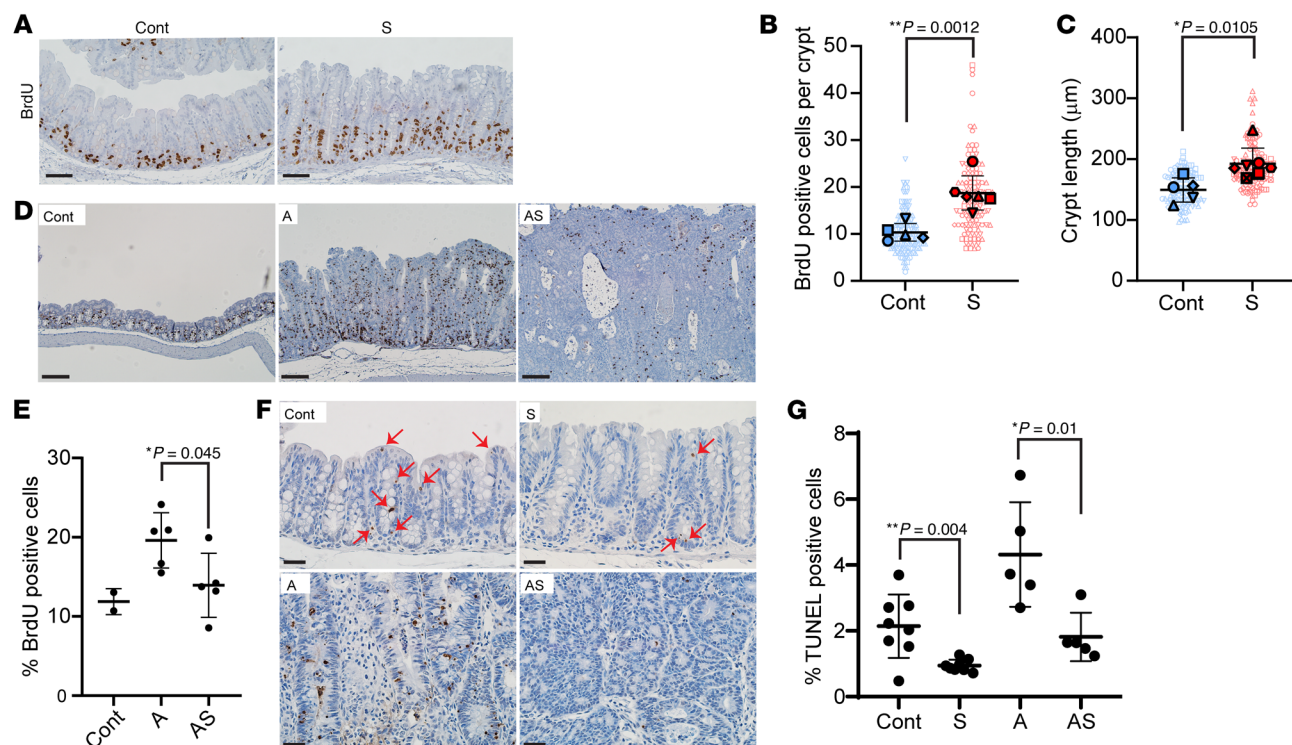 A
Cont
S
BrdU
B
**P = 0.0012
BrdU positive cells per crypt
50
40
30
20
10
0
Cont
S
C
*P = 0.0105
Crypt length (μm)
400
300
200
100
0
Cont
S
D
Cont
A
AS
E
*P = 0.045
% BrdU positive cells
30
20
10
0
Cont
A
AS
F
Cont
S
A
AS
G
*P = 0.01
**P = 0.004
% TUNEL positive cells
8
6
4
2
0
Cont
S
A
AS